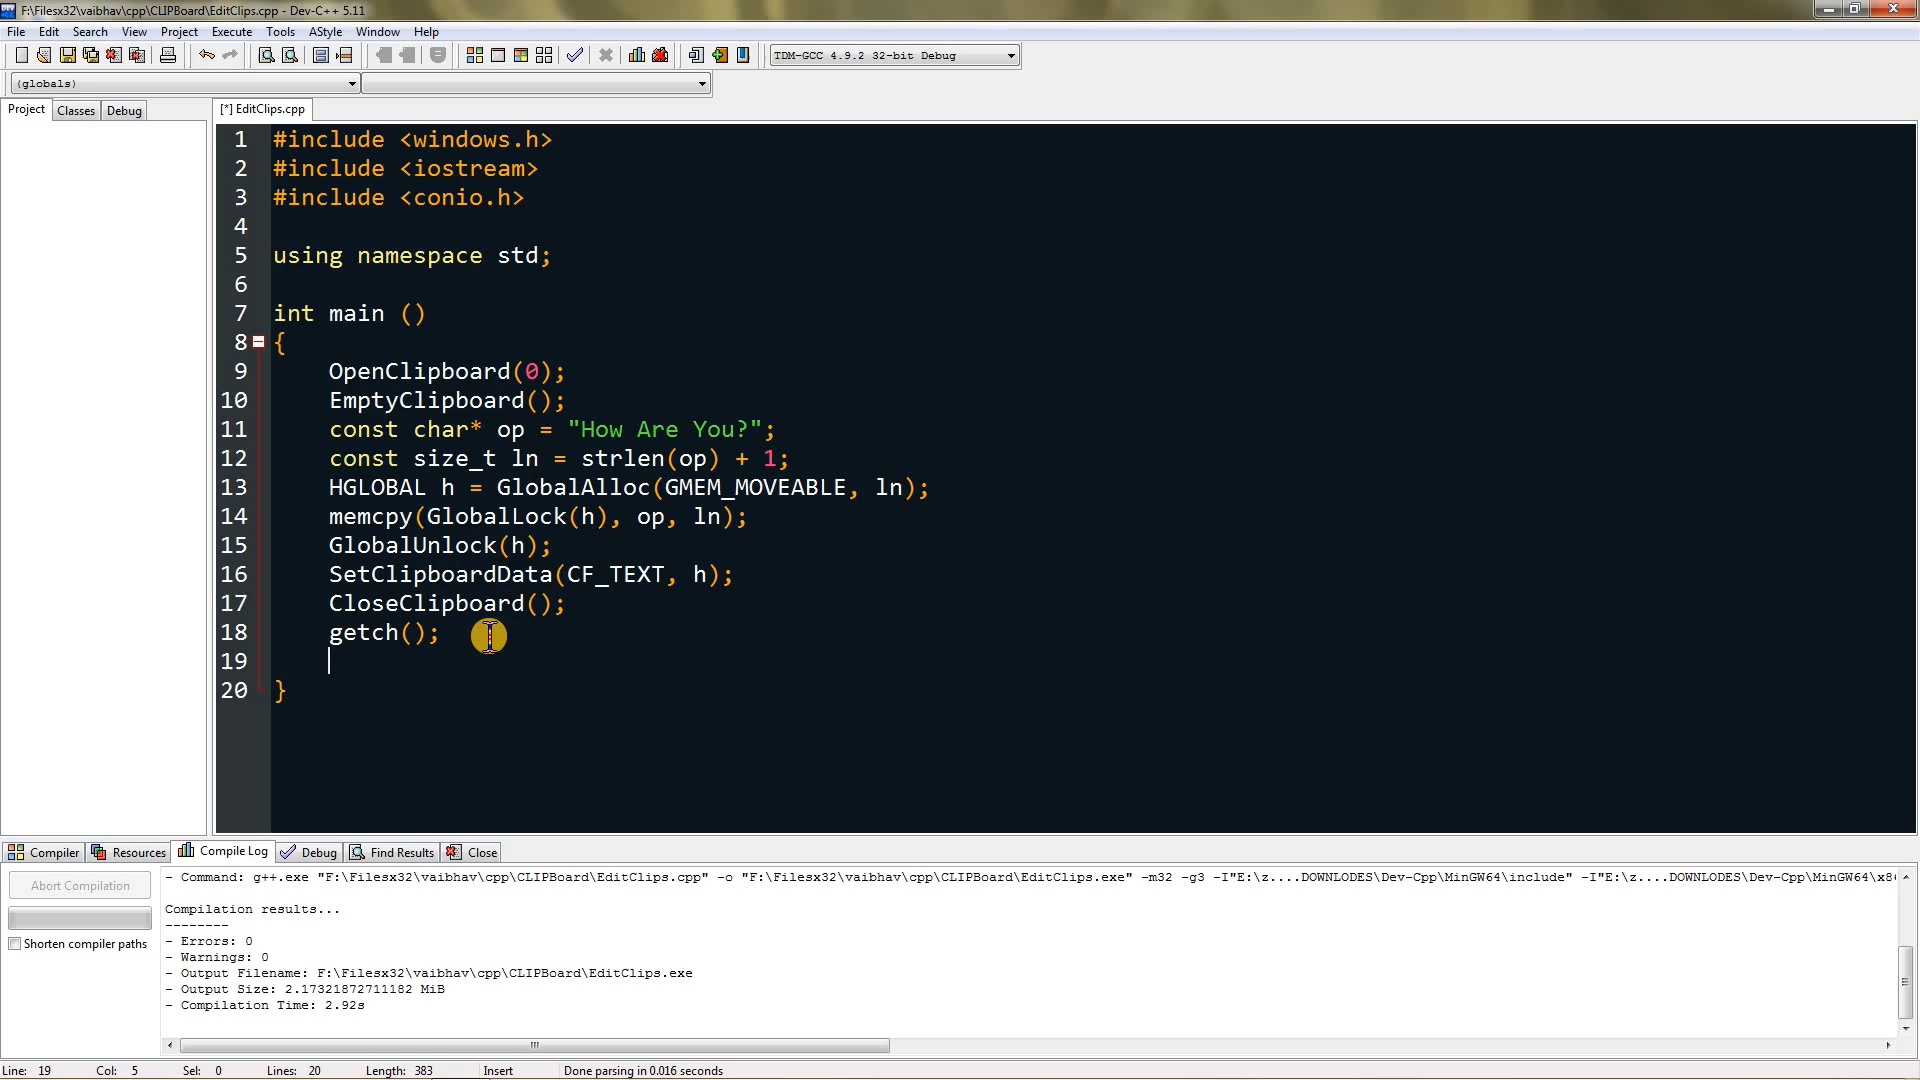 F:\Filesx32\vaibhav\cpp\CLIPBoard\EditClips.cpp - Dev-C++ 5.11
File Edit Search View Project Execute Tools AStyle Window Help
TDM-GCC 4.9.2 32-bit Debug
(globals)
Project Classes Debug
[*] EditClips.cpp
1 #include <windows.h>
2 #include <iostream>
3 #include <conio.h>
4
5 using namespace std;
6
7 int main ()
8 {
9 OpenClipboard(0);
10 EmptyClipboard();
11 const char* op = "How Are You?";
12 const size_t ln = strlen(op) + 1;
13 HGLOBAL h = GlobalAlloc(GMEM_MOVEABLE, ln);
14 memcpy(GlobalLock(h), op, ln);
15 GlobalUnlock(h);
16 SetClipboardData(CF_TEXT, h);
17 CloseClipboard();
18 getch();
19
20 }
Compiler Resources Compile Log Debug Find Results Close
Abort Compilation
Shorten compiler paths
- Command: g++.exe "F:\Filesx32\vaibhav\cpp\CLIPBoard\EditClips.cpp" -o "F:\Filesx32\vaibhav\cpp\CLIPBoard\EditClips.exe" -m32 -g3 -I"E:\z....DOWNLODES\Dev-Cpp\MinGW64\include" -I"E:\z....DOWNLODES\Dev-Cpp\MinGW64\x86
Compilation results...
--------
- Errors: 0
- Warnings: 0
- Output Filename: F:\Filesx32\vaibhav\cpp\CLIPBoard\EditClips.exe
- Output Size: 2.17321872711182 MiB
- Compilation Time: 2.92s
Line: 19 Col: 5 Sel: 0 Lines: 20 Length: 383 Insert Done parsing in 0.016 seconds